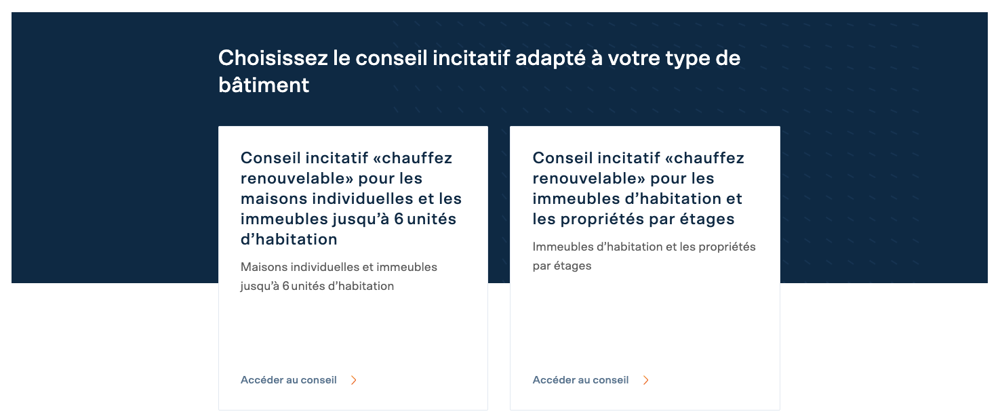 Choisissez le conseil incitatif adapté à votre type de
bâtiment
Conseil incitatif «chauffez
renouvelable» pour les
maisons individuelles et les
immeubles jusqu’à 6 unités
d’habitation
Maisons individuelles et immeubles
jusqu’à 6 unités d’habitation
Accéder au conseil
Conseil incitatif «chauffez
renouvelable» pour les
immeubles d’habitation et
les propriétés par étages
Immeubles d’habitation et les propriétés
par étages
Accéder au conseil